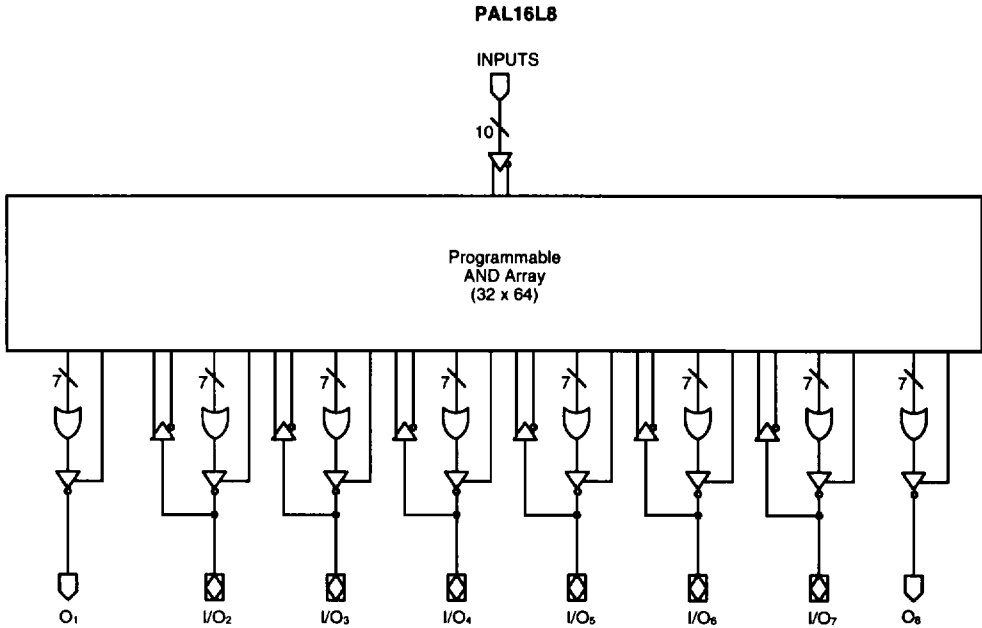 PAL16L8
INPUTS
10
Programmable
AND Array
(32 x 64)
7 7 7 7 7 7 7 7
O1 I/O2 I/O3 I/O4 I/O5 I/O6 I/O7 O8